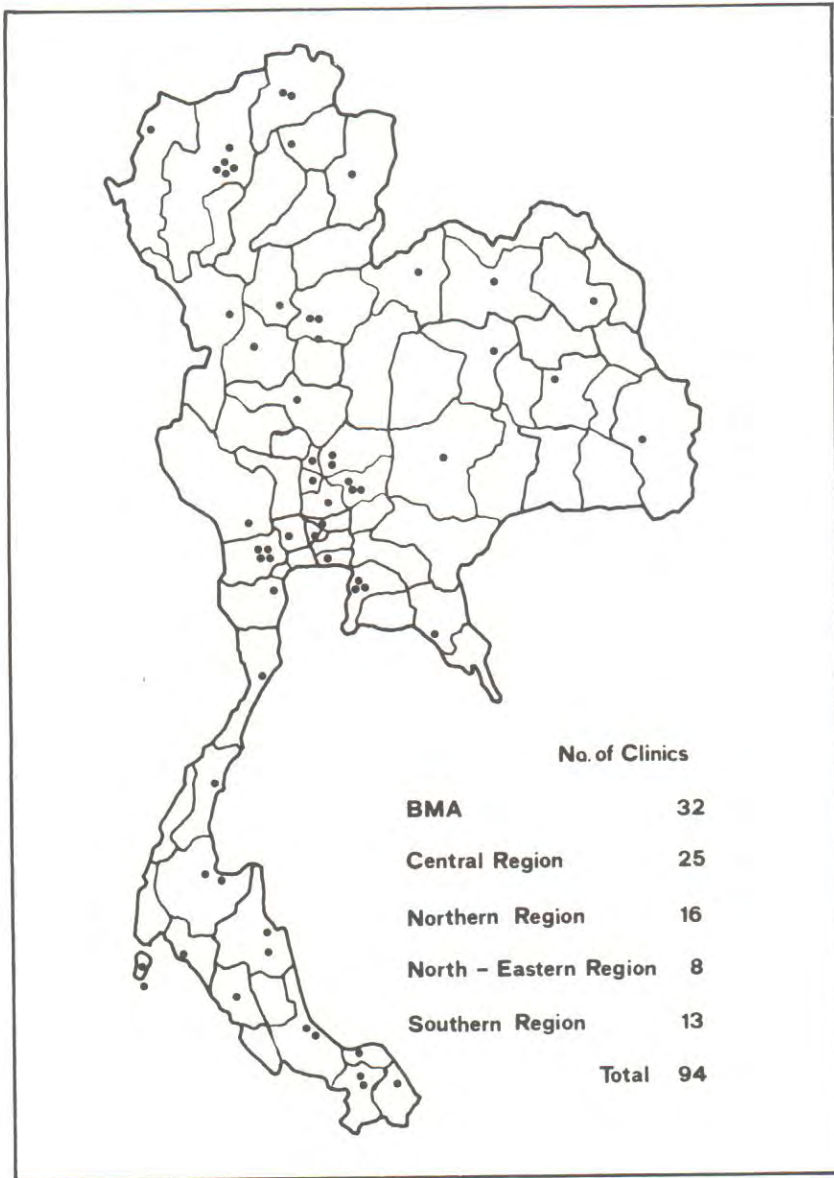 No. of Clinics
BMA 32
Central Region 25
Northern Region 16
North - Eastern Region 8
Southern Region 13
Total 94